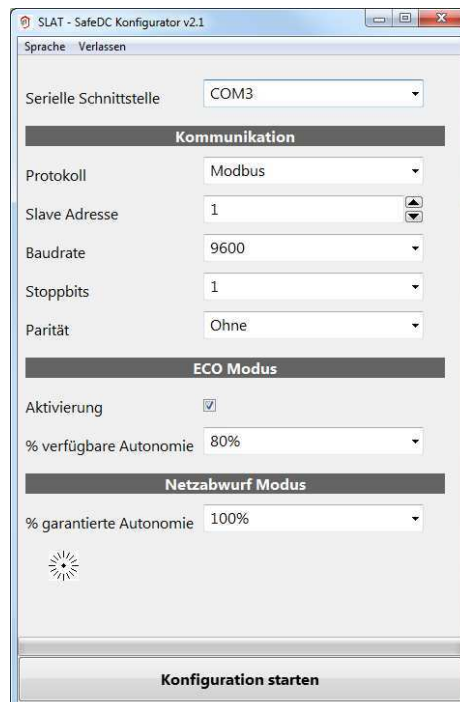 SLAT - SafeDC Konfigurator v2.1
Sprache Verlassen
Serielle Schnittstelle COM3
Kommunikation
Protokoll Modbus
Slave Adresse 1
Baudrate 9600
Stoppbits 1
Parität Ohne
ECO Modus
Aktivierung
% verfügbare Autonomie 80%
Netzabwurf Modus
% garantierte Autonomie 100%
Konfiguration starten